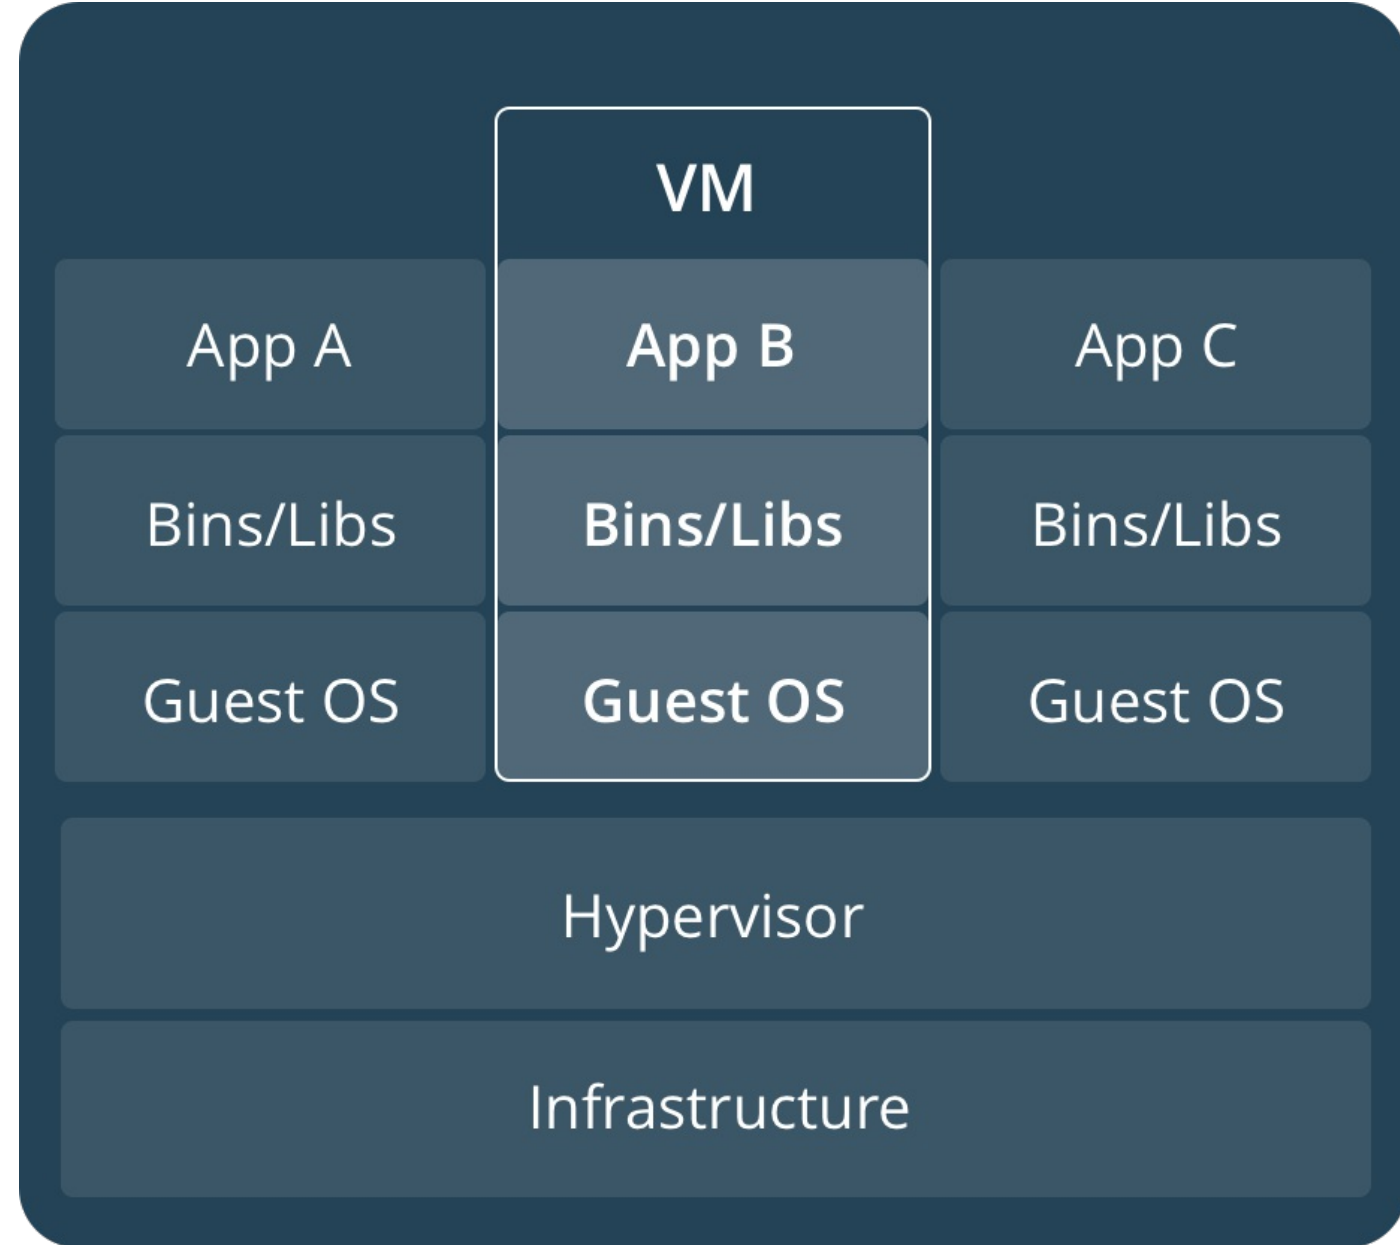 VM
App A
App B
App C
Bins/Libs
Bins/Libs
Bins/Libs
Guest OS
Guest OS
Guest OS
Hypervisor
Infrastructure